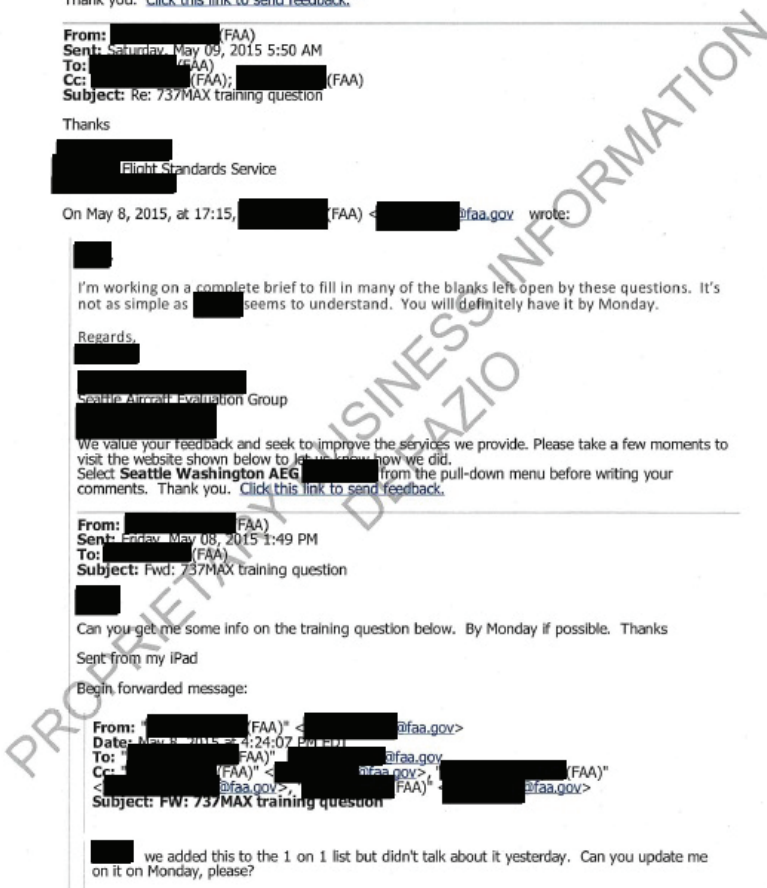 Thank you. Click this link to send feedback.
From: (FAA)
Sent: Saturday, May 09, 2015 5:50 AM
To: (FAA)
Cc: (FAA); (FAA)
Subject: Re: 737MAX training question
Thanks
Flight Standards Service
On May 8, 2015, at 17:15, (FAA) < @faa.gov wrote:
I'm working on a complete brief to fill in many of the blanks left open by these questions. It's
not as simple as seems to understand. You will definitely have it by Monday.
Regards,
Seattle Aircraft Evaluation Group
We value your feedback and seek to improve the services we provide. Please take a few moments to
visit the website shown below to let us know how we did.
Select Seattle Washington AEG from the pull-down menu before writing your
comments. Thank you. Click this link to send feedback.
From: FAA)
Sent: Friday, May 08, 2015 1:49 PM
To: (FAA)
Subject: Fwd: 737MAX training question
Can you get me some info on the training question below. By Monday if possible. Thanks
Sent from my iPad
Begin forwarded message:
From: " (FAA)" < @faa.gov>
Date: May 8, 2015 at 4:24:07 PM EDT
To: " FAA)" @faa.gov
Cc: " (FAA)" < @faa.gov>, " (FAA)"
< @faa.gov>, FAA)" < @faa.gov>
Subject: FW: 737MAX training question
we added this to the 1 on 1 list but didn't talk about it yesterday. Can you update me
on it on Monday, please?
PROPRIETARY BUSINESS INFORMATION
DEFAZIO